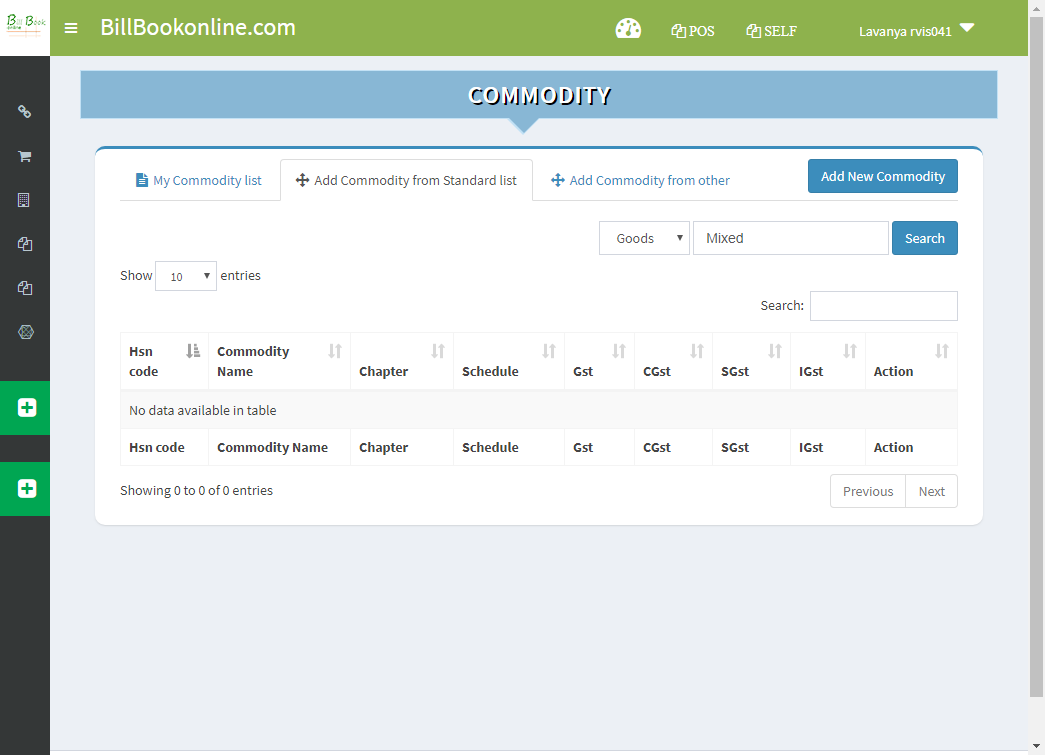 Bill Book
online
BillBookonline.com
POS
SELF
Lavanya rvis041
COMMODITY
My Commodity list
Add Commodity from Standard list
Add Commodity from other
Add New Commodity
Goods
Mixed
Search
Show 10 entries
Search:
Hsn code
Commodity Name
Chapter
Schedule
Gst
CGst
SGst
IGst
Action
No data available in table
Hsn code
Commodity Name
Chapter
Schedule
Gst
CGst
SGst
IGst
Action
Showing 0 to 0 of 0 entries
Previous
Next